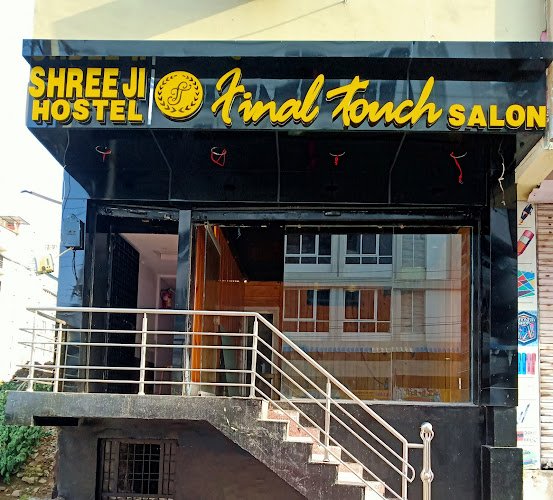 SHREE JI
HOSTEL
Final Touch SALON